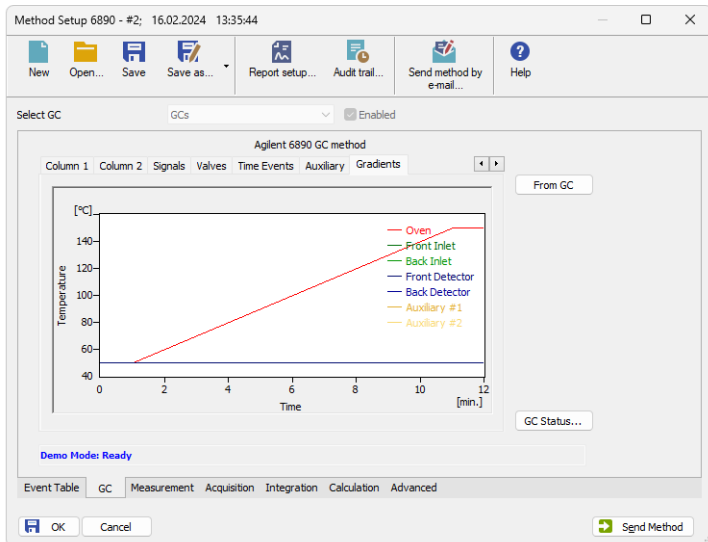 Method Setup 6890 - #2; 16.02.2024 13:35:44
New Open... Save Save as... Report setup... Audit trail... Send method by e-mail... Help
Select GC GCs Enabled
Agilent 6890 GC method
Column 1 Column 2 Signals Valves Time Events Auxiliary Gradients
From GC
[°C]
Oven
Front Inlet
Back Inlet
Front Detector
Back Detector
Auxiliary #1
Auxiliary #2
Temperature
140
120
100
80
60
40
0 2 4 6 8 10 12
Time [min.]
GC Status...
Demo Mode: Ready
Event Table GC Measurement Acquisition Integration Calculation Advanced
OK Cancel Send Method